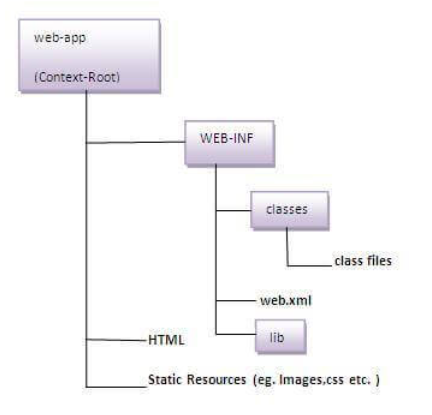 web-app
(Context-Root)
WEB-INF
classes
class files
web.xml
lib
HTML
Static Resources (eg. Images,css etc. )